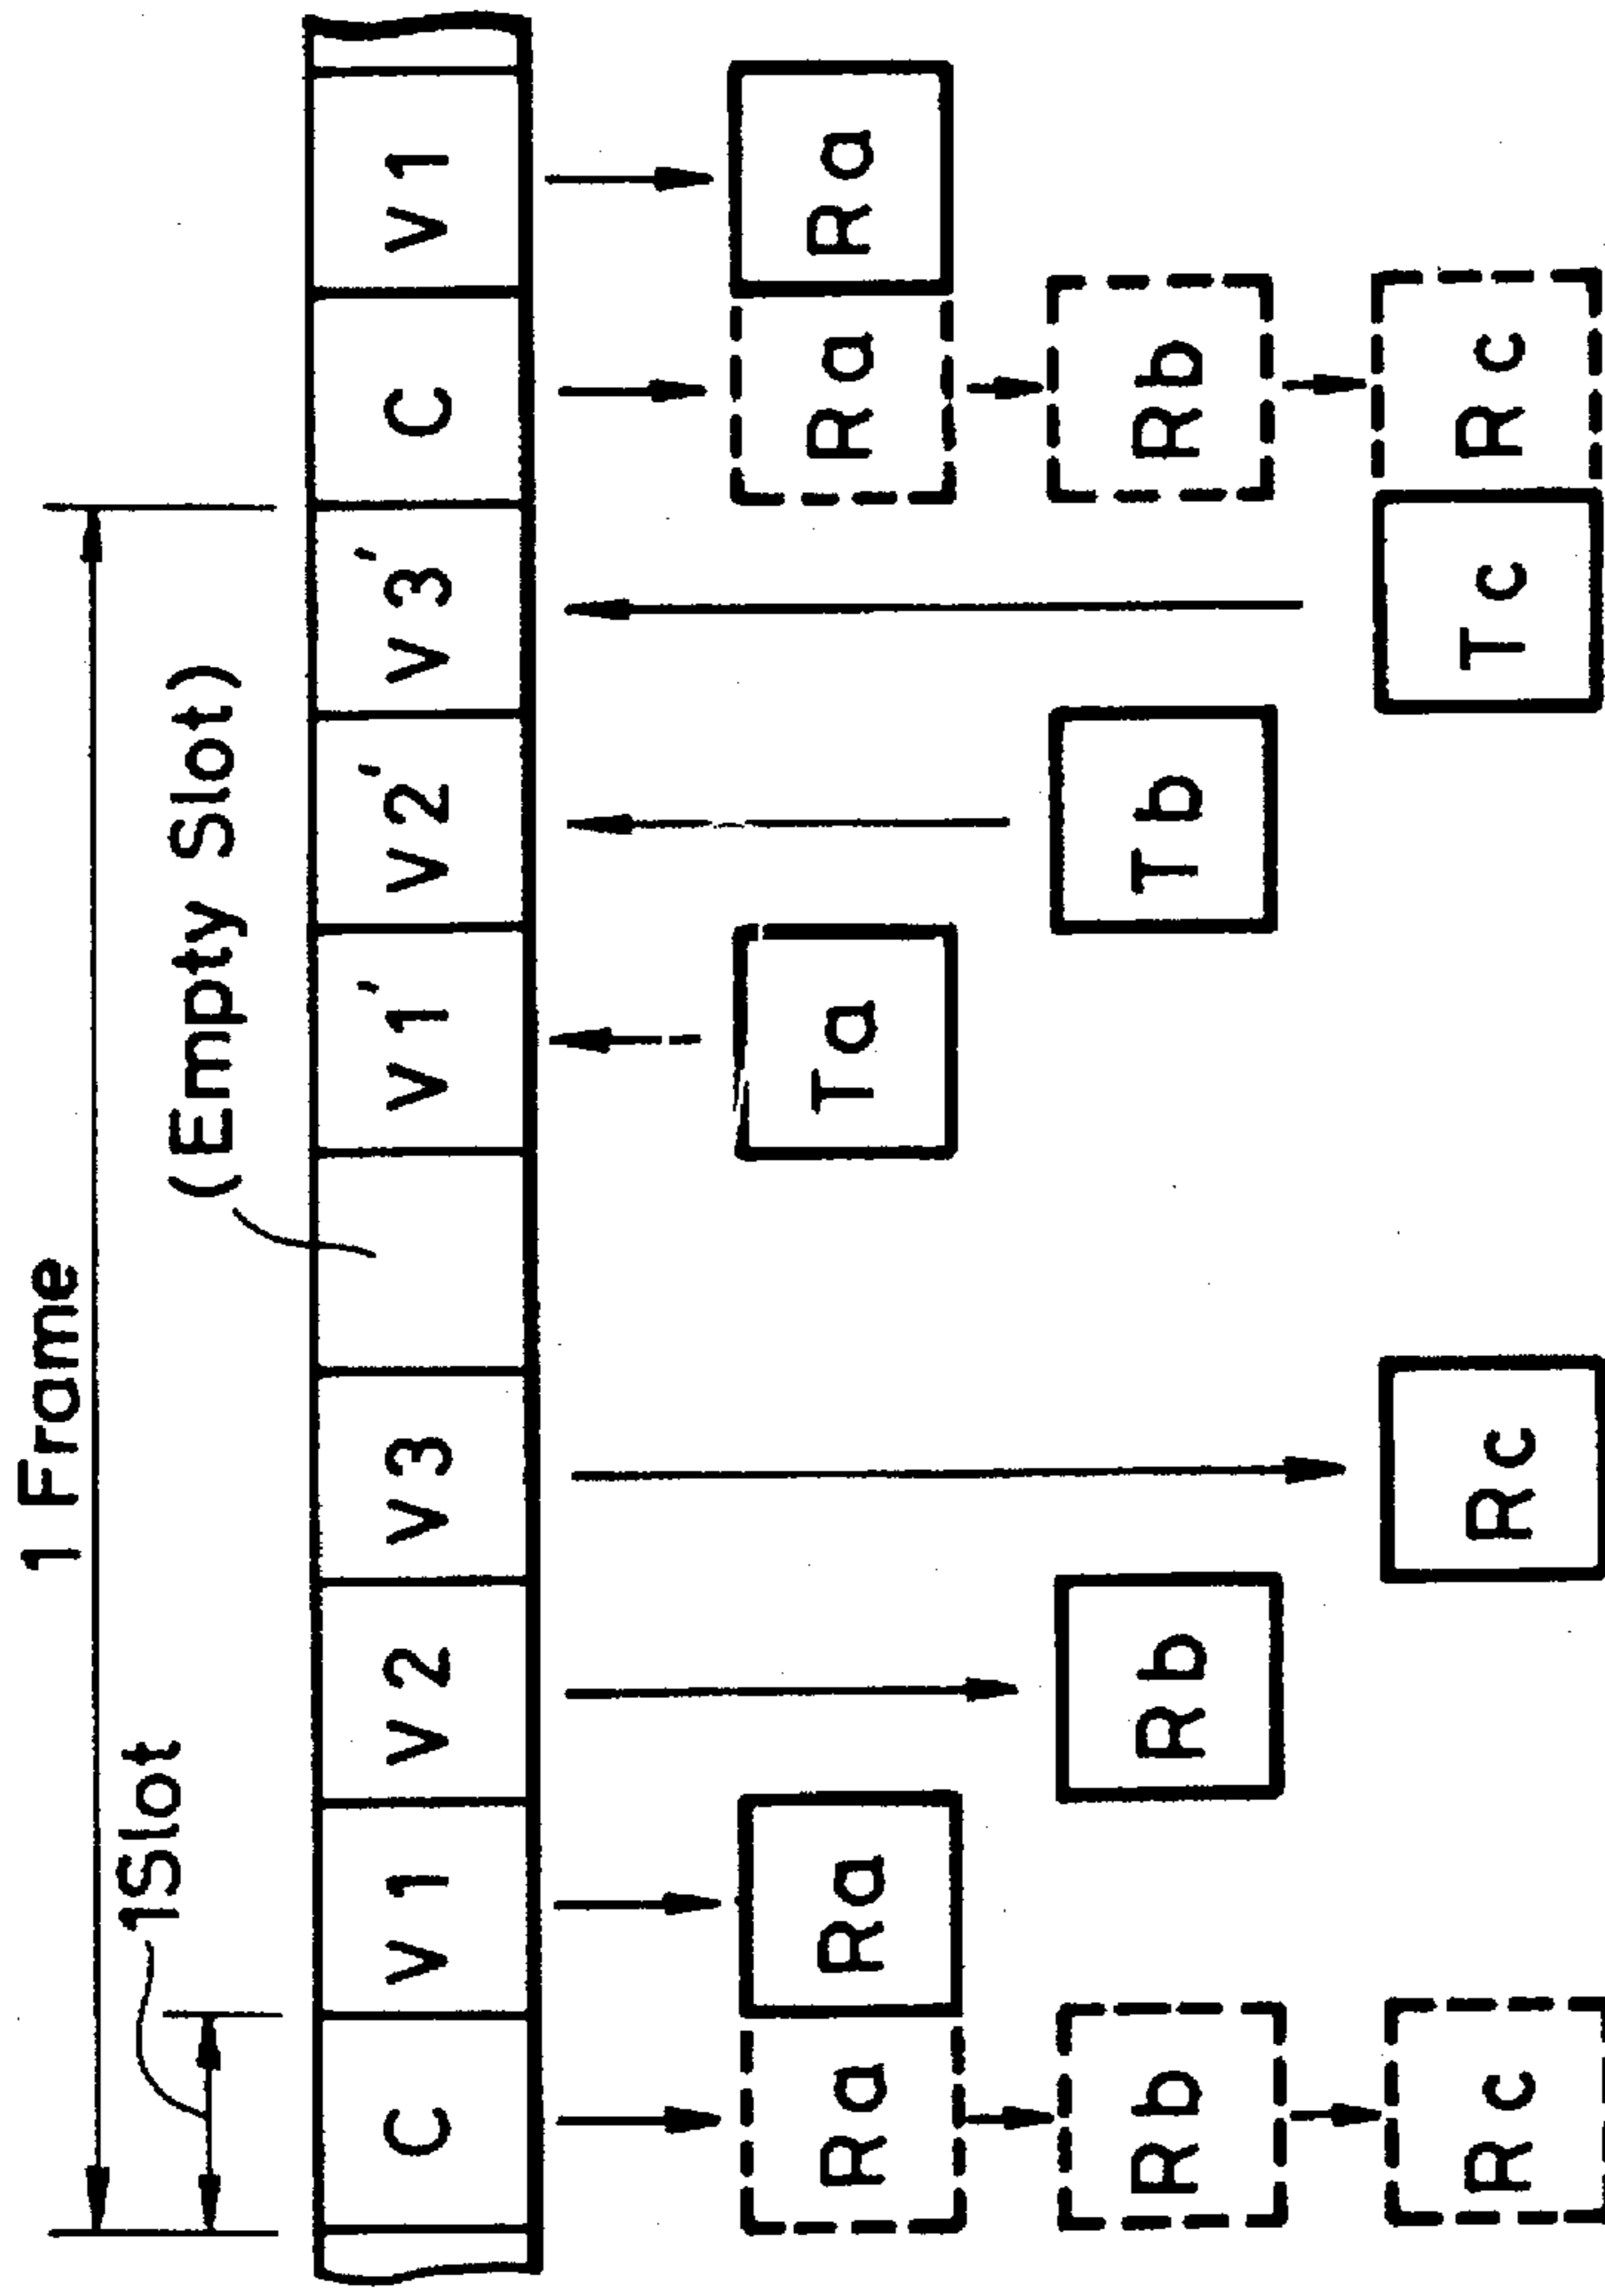 1 Frame
1Slot
(Empty Slot)
C V1 V2 V3 V1' V2' V3' C V1
Ra Ra Ta Ra Ra
Rb Rb Tb Rb
Rc Rc Tc Rc